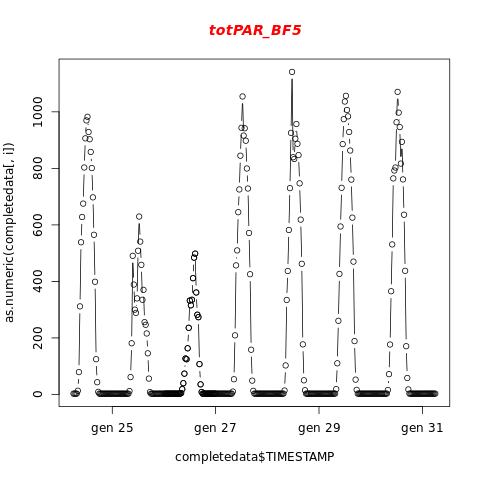 totPAR_BF5
as.numeric(completedata[, i])
1000
800
600
400
200
0
gen 25
gen 27
gen 29
gen 31
completedata$TIMESTAMP